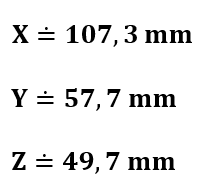 X ≐ 107,3 mm
Y ≐ 57,7 mm
Z ≐ 49,7 mm